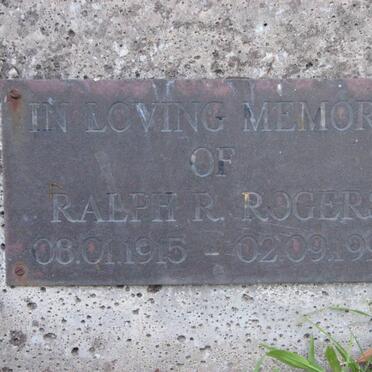 IN LOVING MEMOR
OF
RALPH R. ROGERS
08.01.1915 - 02.09.19